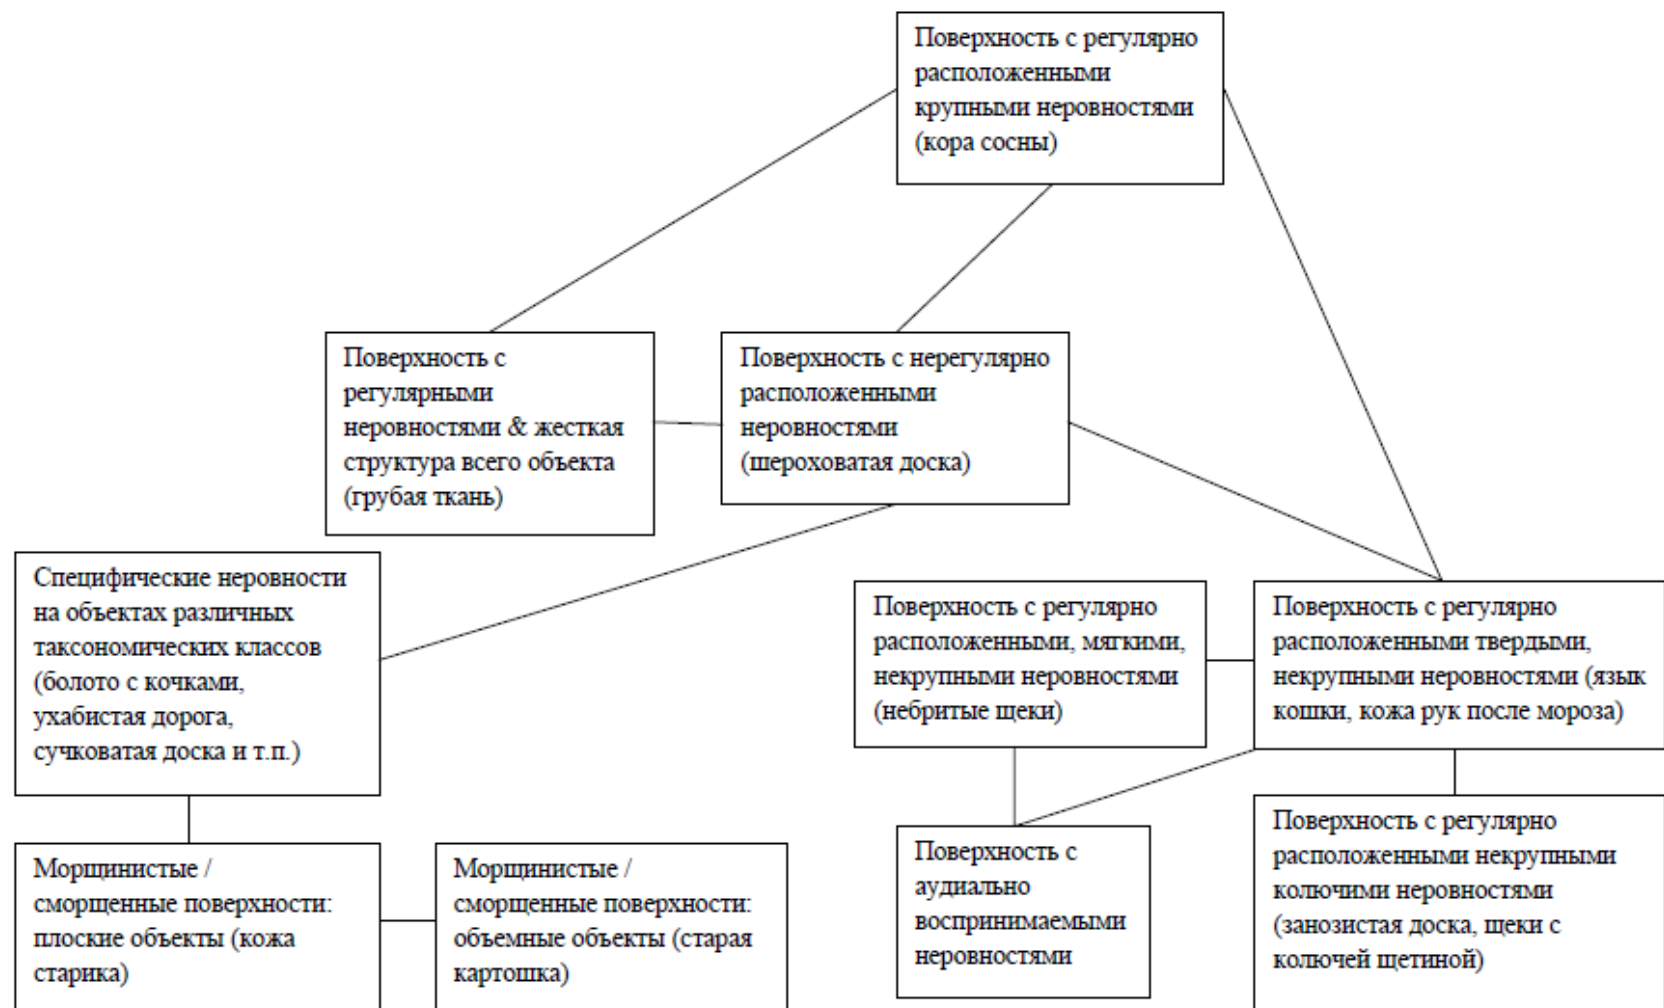 Поверхность с регулярно
расположенными
крупными неровностями
(кора сосны)
Поверхность с
регулярными
неровностями & жесткая
структура всего объекта
(грубая ткань)
Поверхность с нерегулярно
расположенными
неровностями
(шероховатая доска)
Специфические неровности
на объектах различных
таксономических классов
(болото с кочками,
ухабистая дорога,
сучковатая доска и т.п.)
Поверхность с регулярно
расположенными, мягкими,
некрупными неровностями
(небритые щеки)
Поверхность с регулярно
расположенными твердыми,
некрупными неровностями (язык
кошки, кожа рук после мороза)
Морщинистые /
сморщенные поверхности:
плоские объекты (кожа
старика)
Морщинистые /
сморщенные поверхности:
объемные объекты (старая
картошка)
Поверхность с
аудиально
воспринимаемыми
неровностями
Поверхность с регулярно
расположенными некрупными
колючими неровностями
(занозистая доска, щеки с
колючей щетиной)